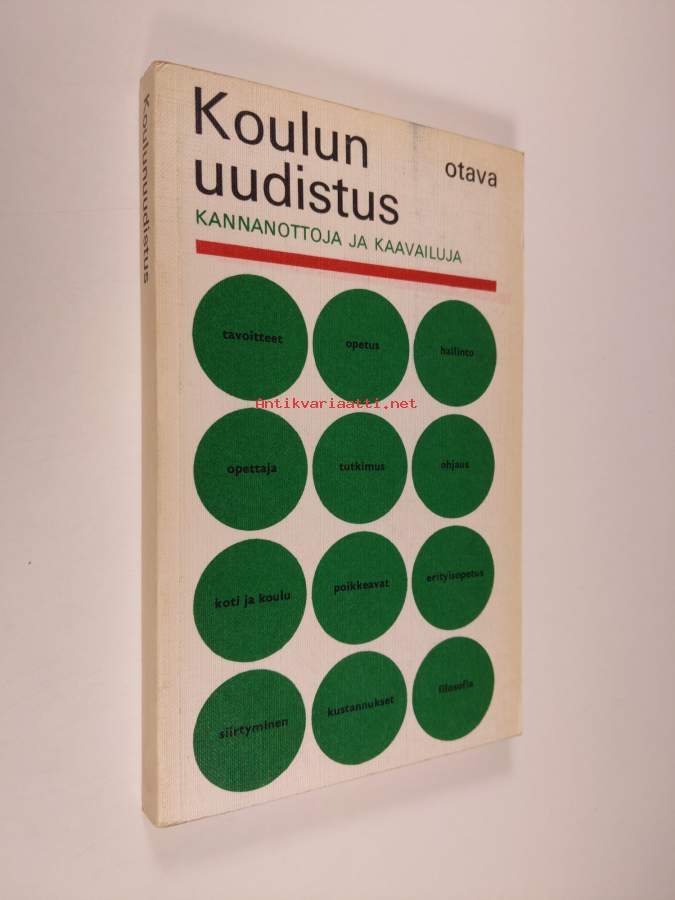 Koulunuudistus
Koulun
uudistus
otava
KANNANOTTOJA JA KAAVAILUJA
tavoitteet
opetus
hallinto
Antikvariaatti.net
opettaja
tutkimus
ohjaus
koti ja koulu
poikkeavat
erityisopetus
siirtyminen
kustannukset
filosofia